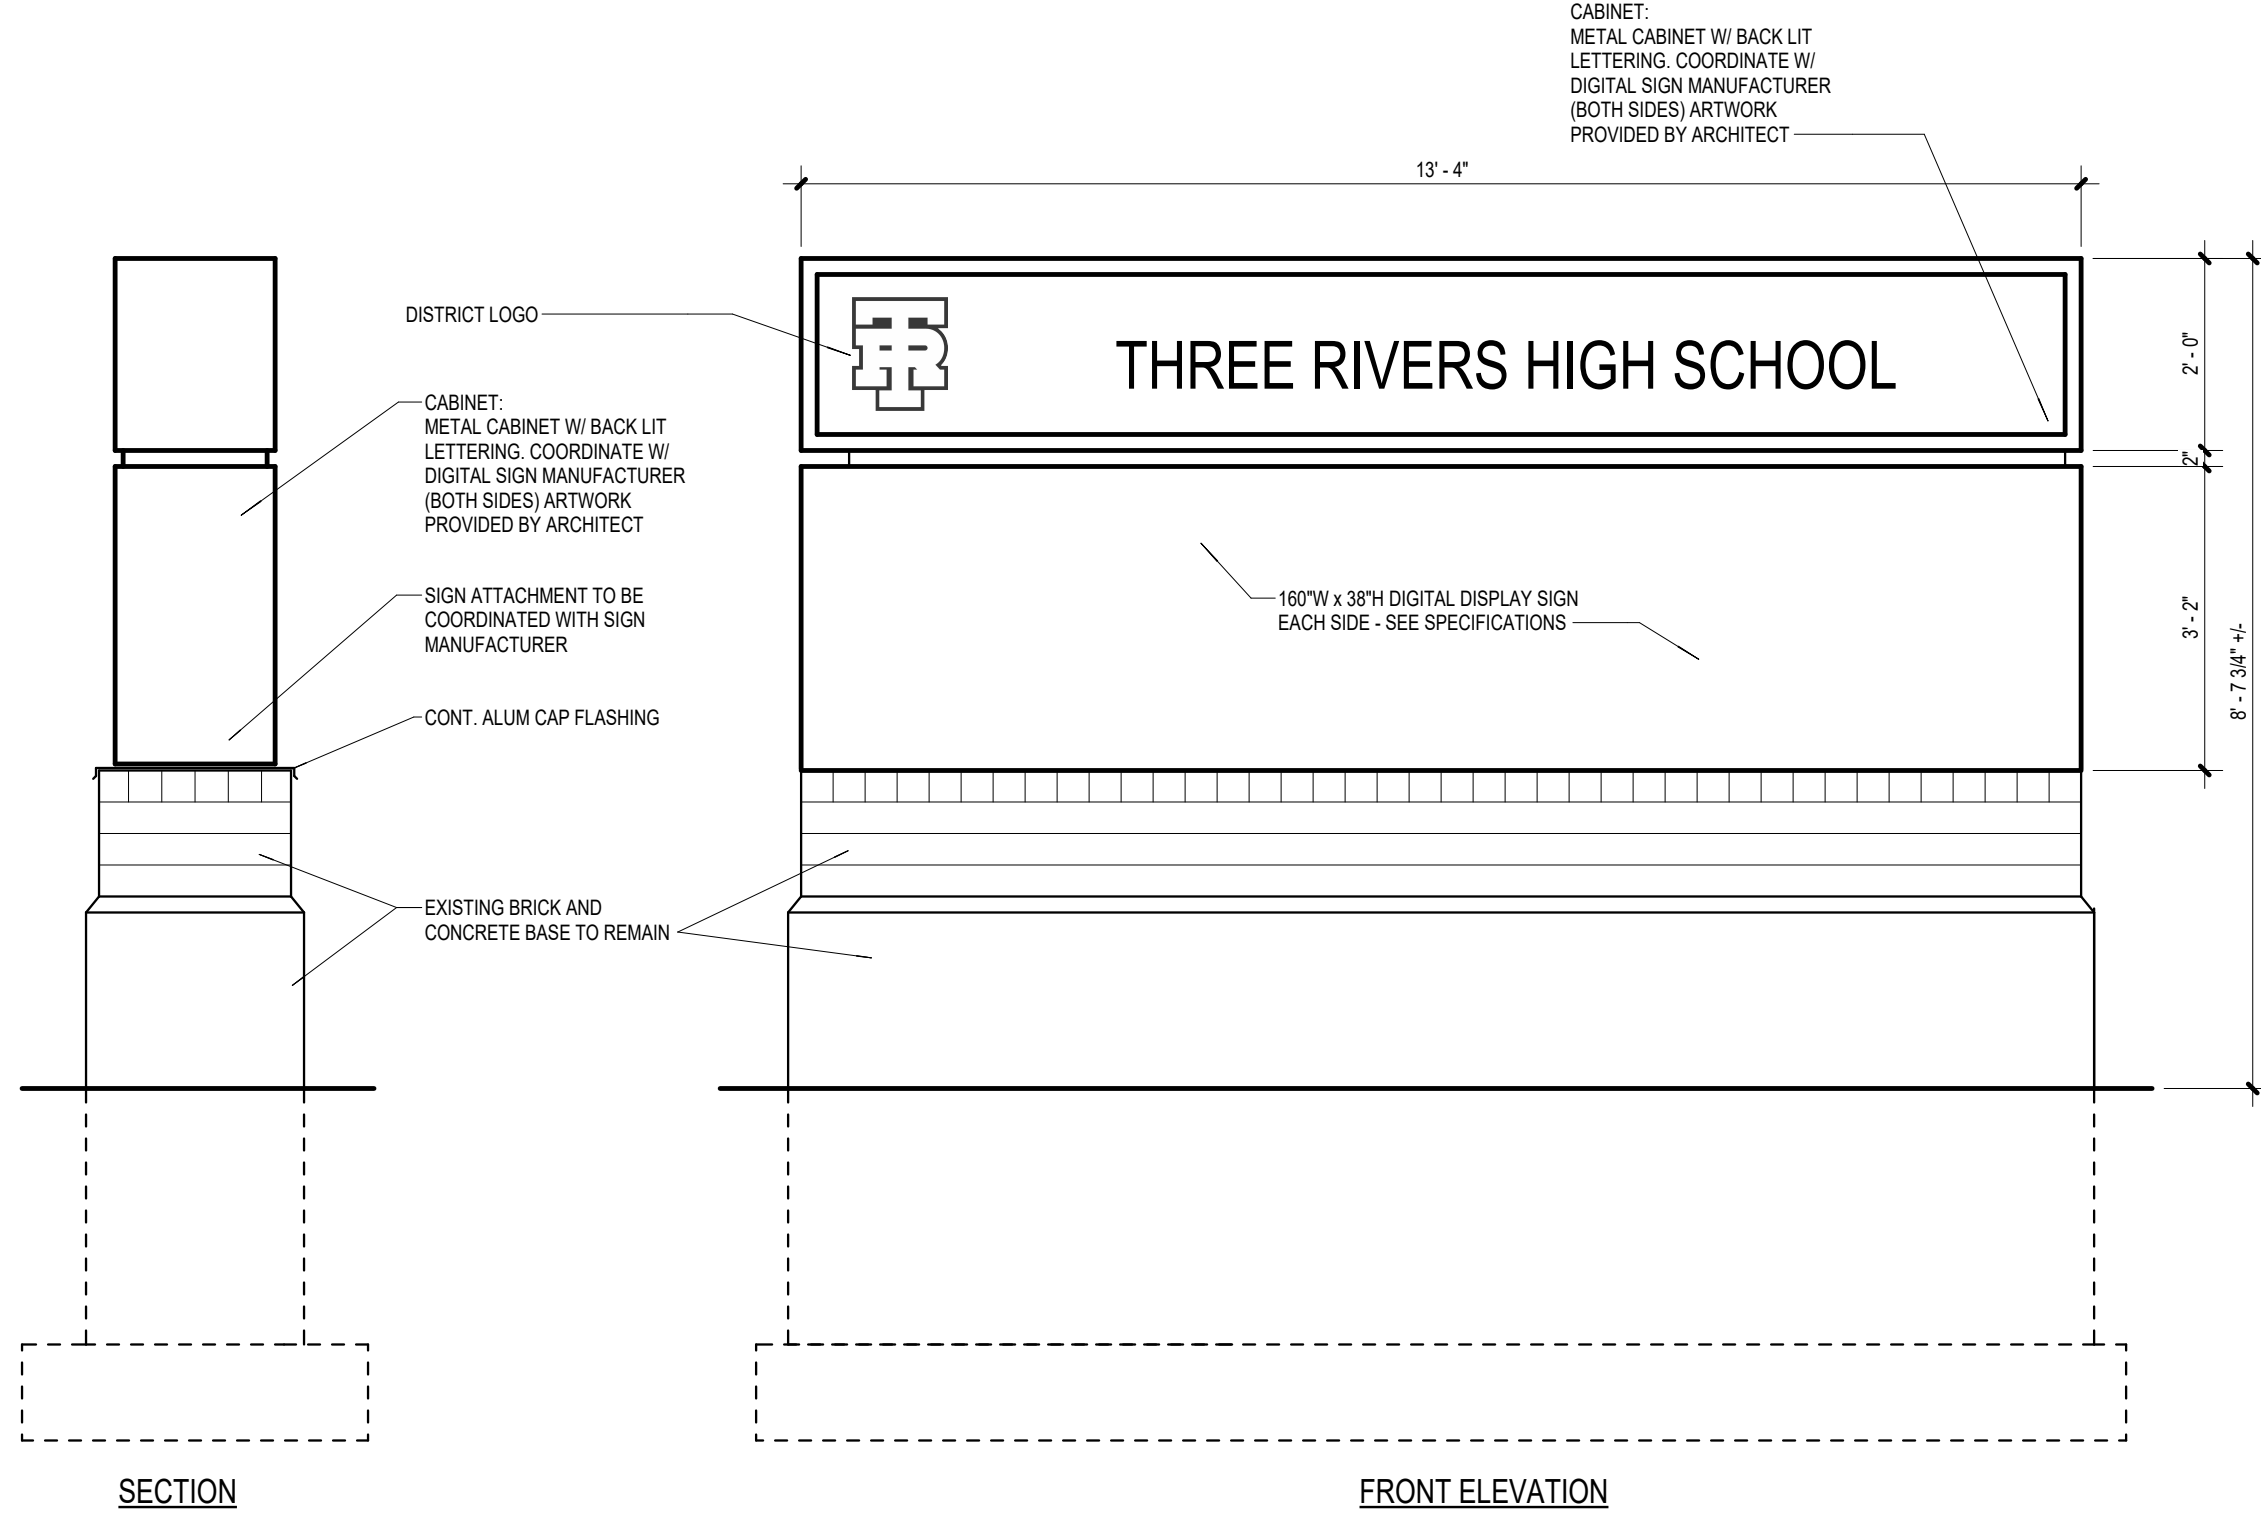 CABINET:
METAL CABINET W/ BACK LIT
LETTERING. COORDINATE W/
DIGITAL SIGN MANUFACTURER
(BOTH SIDES) ARTWORK
PROVIDED BY ARCHITECT
13' - 4"
DISTRICT LOGO
THREE RIVERS HIGH SCHOOL
2' - 0"
CABINET:
METAL CABINET W/ BACK LIT
LETTERING. COORDINATE W/
DIGITAL SIGN MANUFACTURER
(BOTH SIDES) ARTWORK
PROVIDED BY ARCHITECT
2"
SIGN ATTACHMENT TO BE
COORDINATED WITH SIGN
MANUFACTURER
160"W x 38"H DIGITAL DISPLAY SIGN
EACH SIDE - SEE SPECIFICATIONS
3' - 2"
8' - 7 3/4" +/-
CONT. ALUM CAP FLASHING
EXISTING BRICK AND
CONCRETE BASE TO REMAIN
SECTION
FRONT ELEVATION